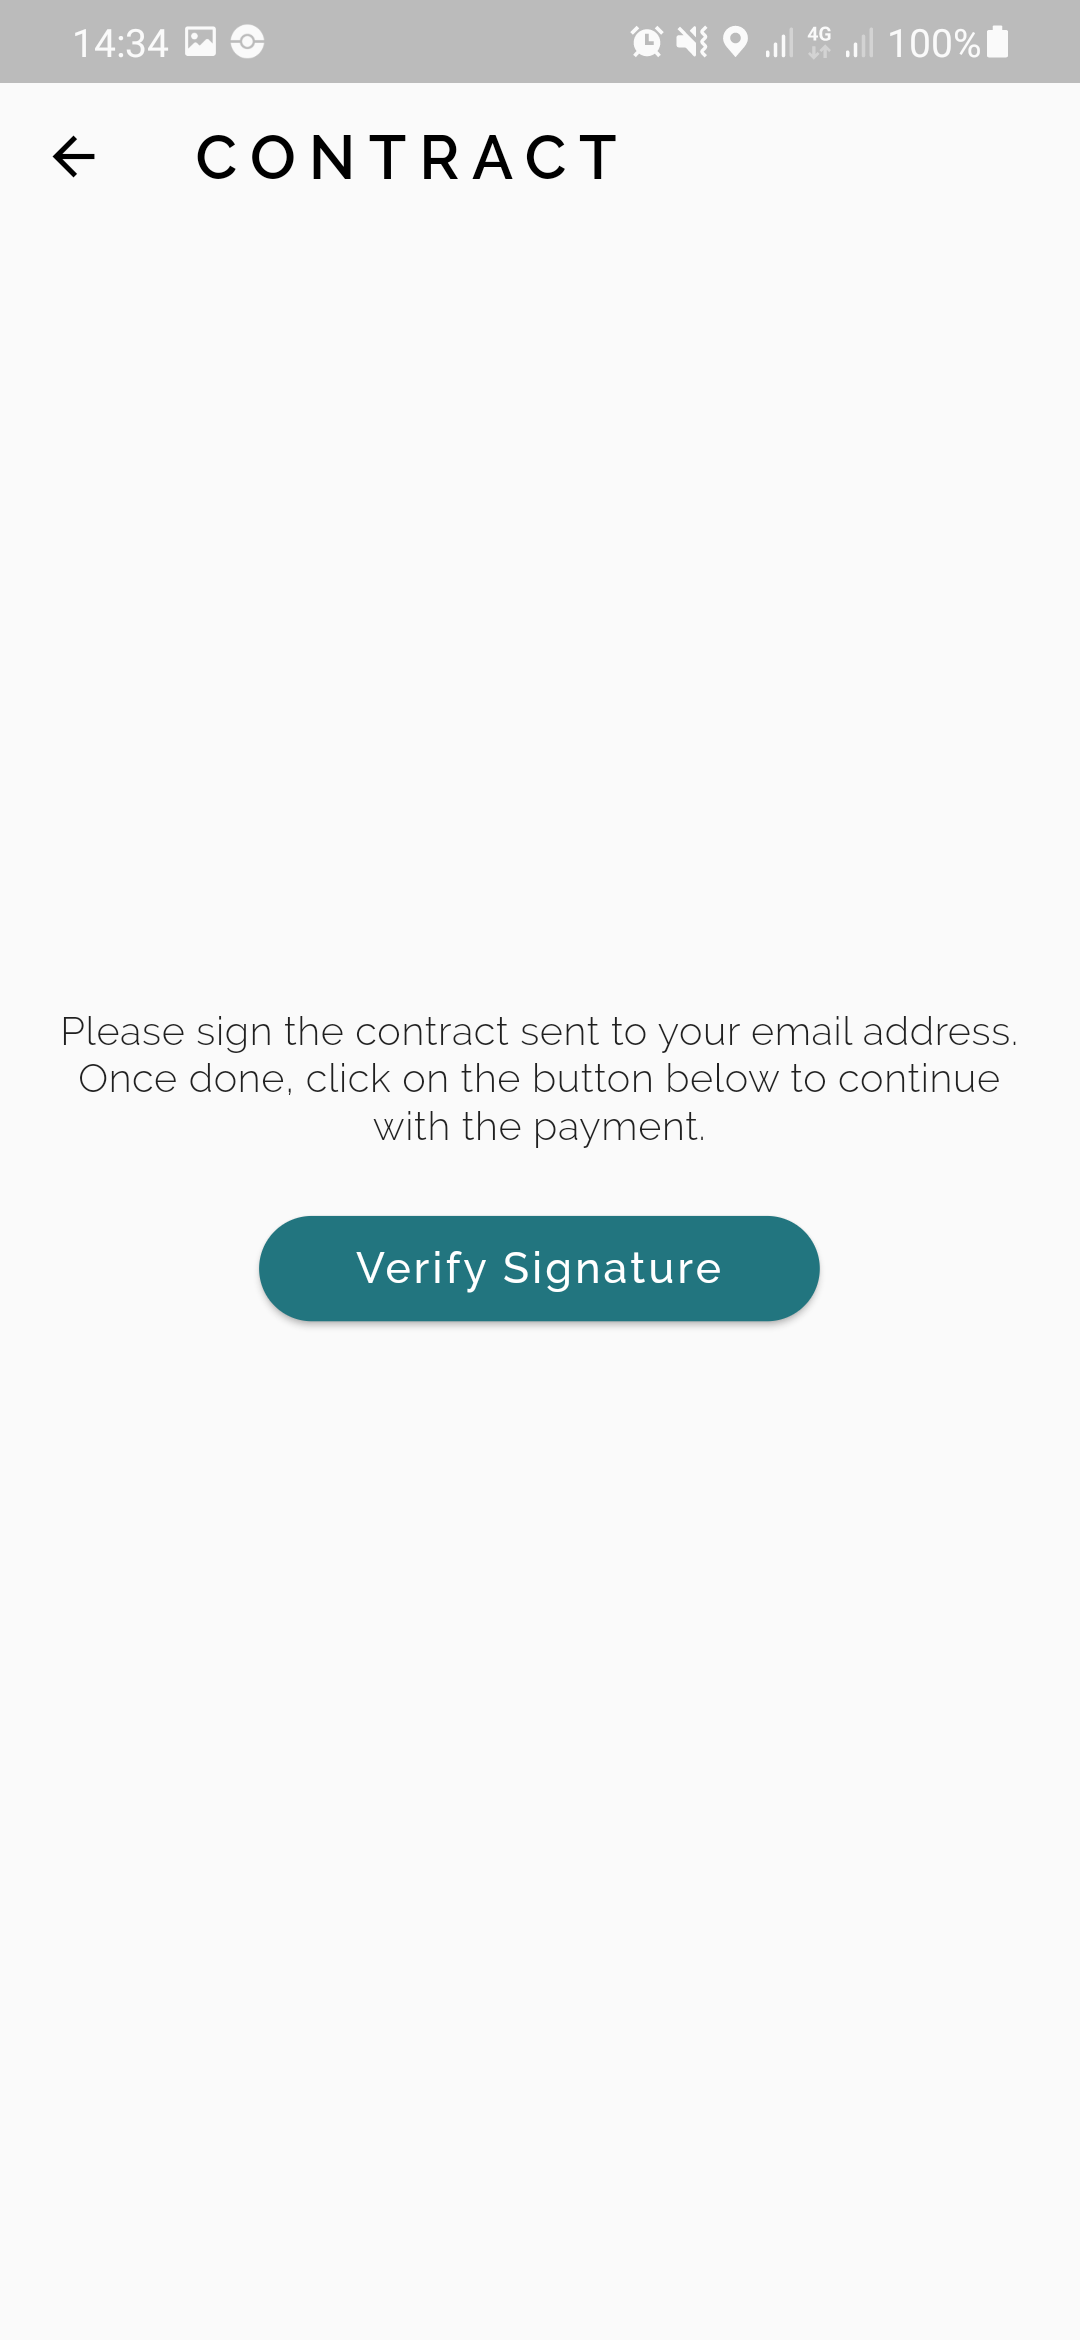 14:34 4G 100%
CONTRACT
Please sign the contract sent to your email address.
Once done, click on the button below to continue
with the payment.
Verify Signature